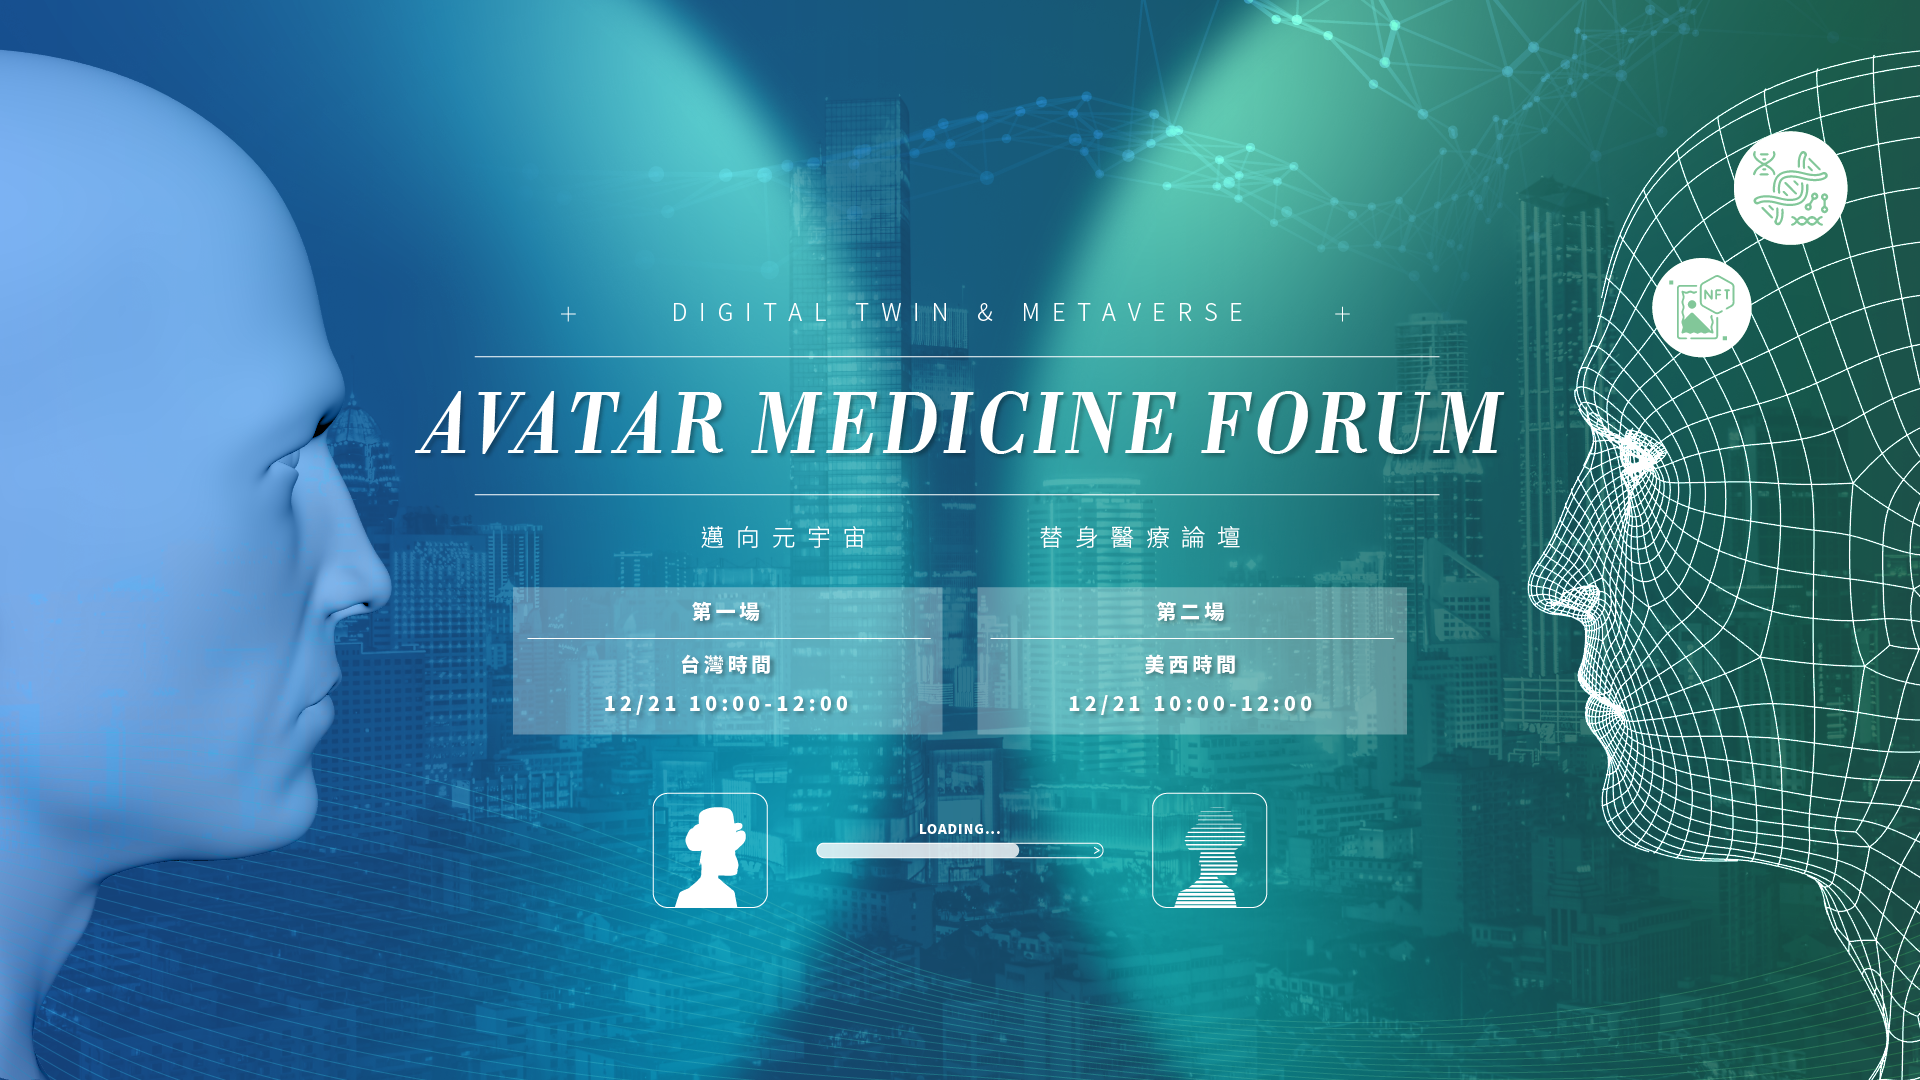 DIGITAL TWIN & METAVERSE
AVATAR MEDICINE FORUM
邁向元宇宙 替身醫療論壇
第一場
台灣時間
12/21 10:00-12:00
第二場
美西時間
12/21 10:00-12:00
LOADING...
NFT